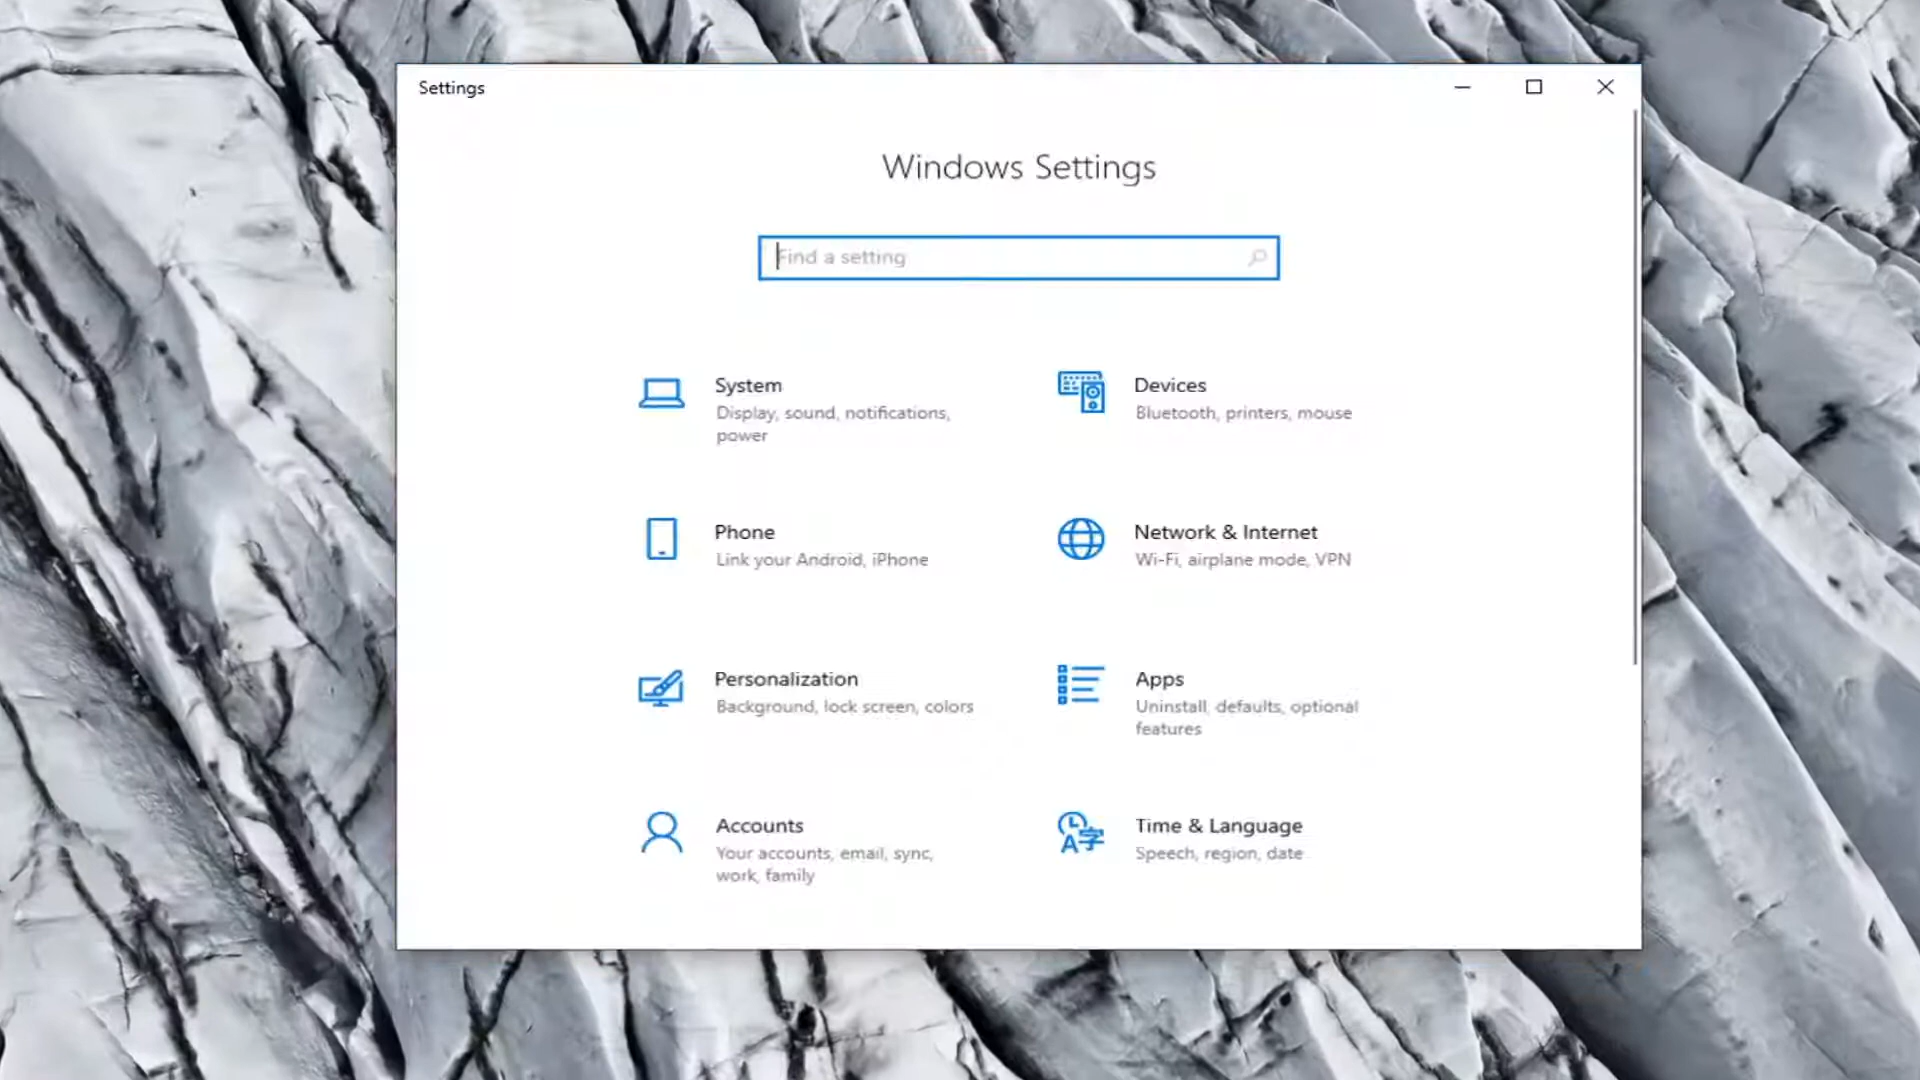 Settings
Windows Settings
Find a setting
System
Display, sound, notifications,
power
Devices
Bluetooth, printers, mouse
Phone
Link your Android, iPhone
Network & Internet
Wi-Fi, airplane mode, VPN
Personalization
Background, lock screen, colors
Apps
Uninstall, defaults, optional
features
Accounts
Your accounts, email, sync,
work, family
Time & Language
Speech, region, date